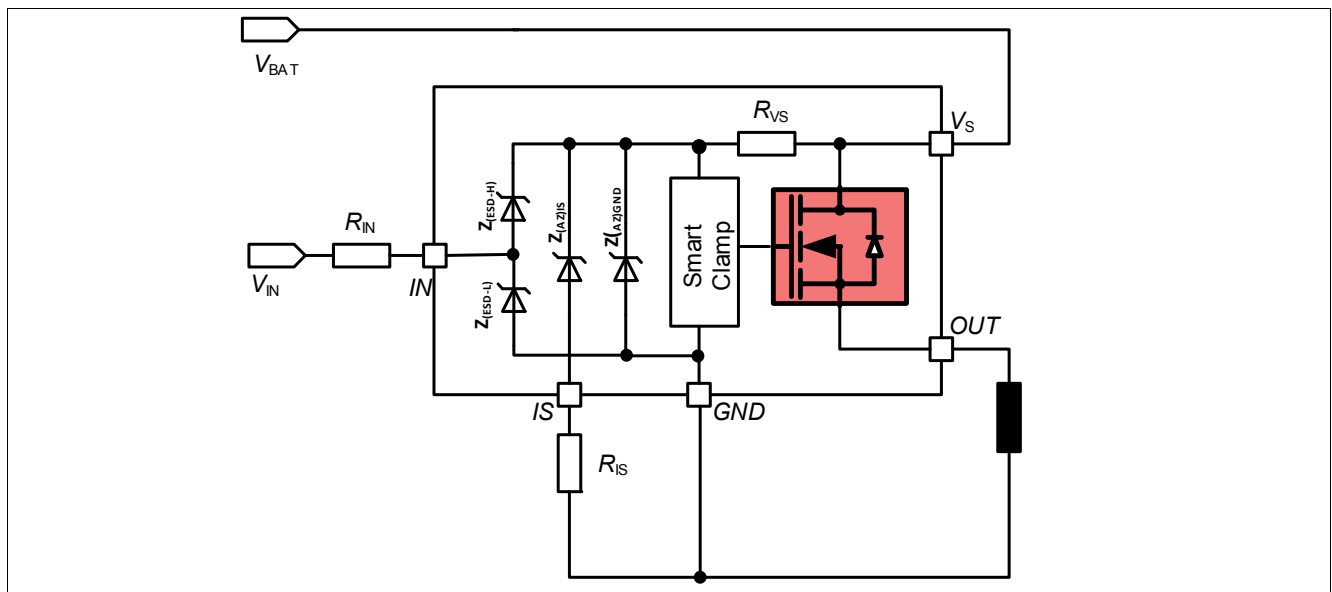 VBAT
RVS
VS
Z(ESD-H)
Z(AZ)IS
Z(AZ)GND
RIN
Smart
Clamp
VIN
IN
Z(ESD-L)
OUT
IS
GND
RIS